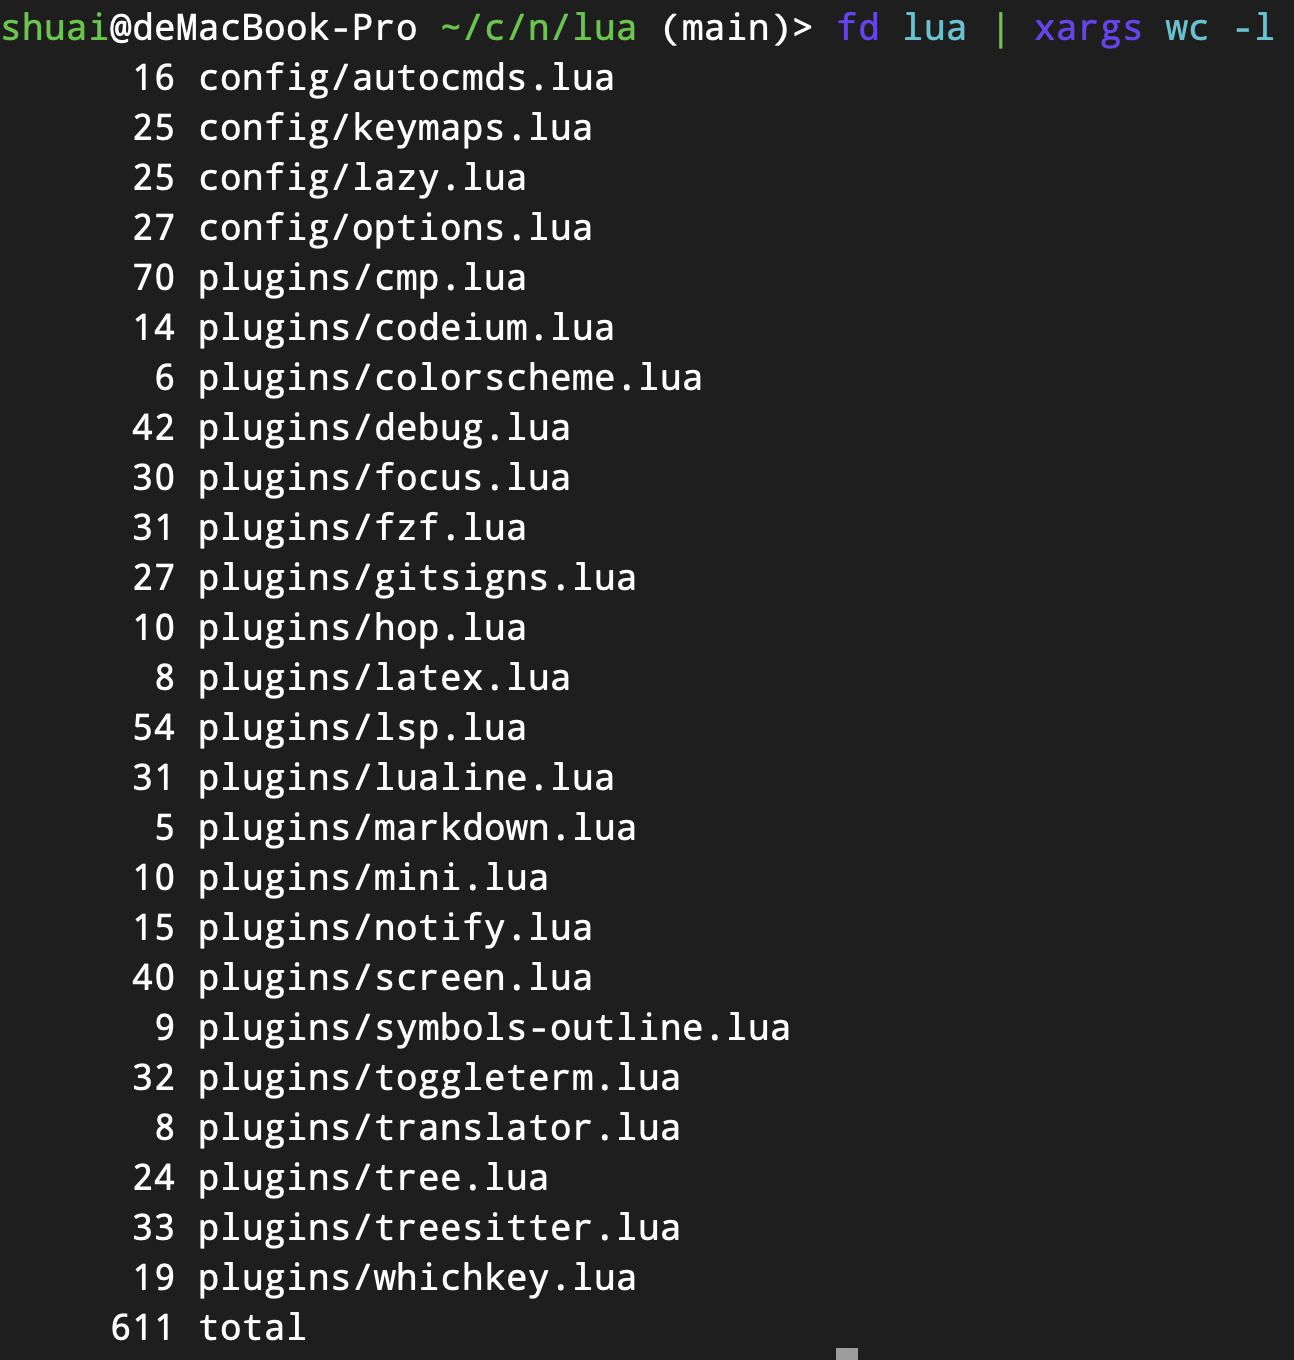 shuai@deMacBook-Pro ~/c/n/lua (main)> fd lua | xargs wc -l
16 config/autocmds.lua
25 config/keymaps.lua
25 config/lazy.lua
27 config/options.lua
70 plugins/cmp.lua
14 plugins/codeium.lua
6 plugins/colorscheme.lua
42 plugins/debug.lua
30 plugins/focus.lua
31 plugins/fzf.lua
27 plugins/gitsigns.lua
10 plugins/hop.lua
8 plugins/latex.lua
54 plugins/lsp.lua
31 plugins/lualine.lua
5 plugins/markdown.lua
10 plugins/mini.lua
15 plugins/notify.lua
40 plugins/screen.lua
9 plugins/symbols-outline.lua
32 plugins/toggleterm.lua
8 plugins/translator.lua
24 plugins/tree.lua
33 plugins/treesitter.lua
19 plugins/whichkey.lua
611 total